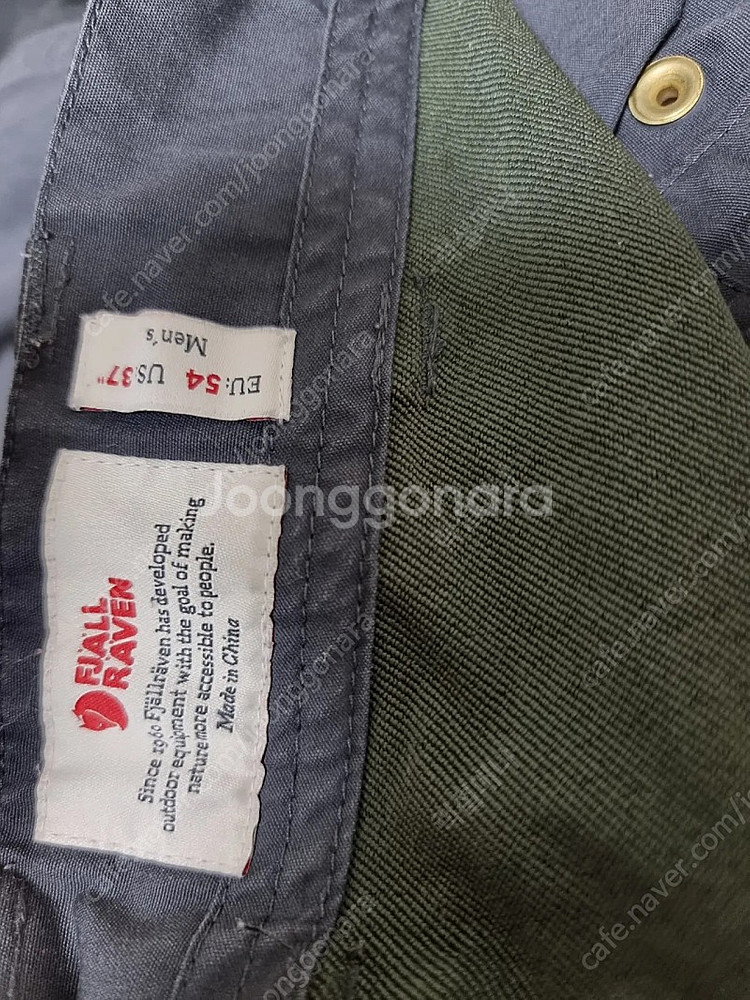 EU: 54 US: 37"
Men's
FJÄLL
RÄVEN
Since 1960 Fjällräven has developed
outdoor equipment with the goal of making
nature more accessible to people.
Made in China
Joonggonara
cafe.naver.com/joonggonara